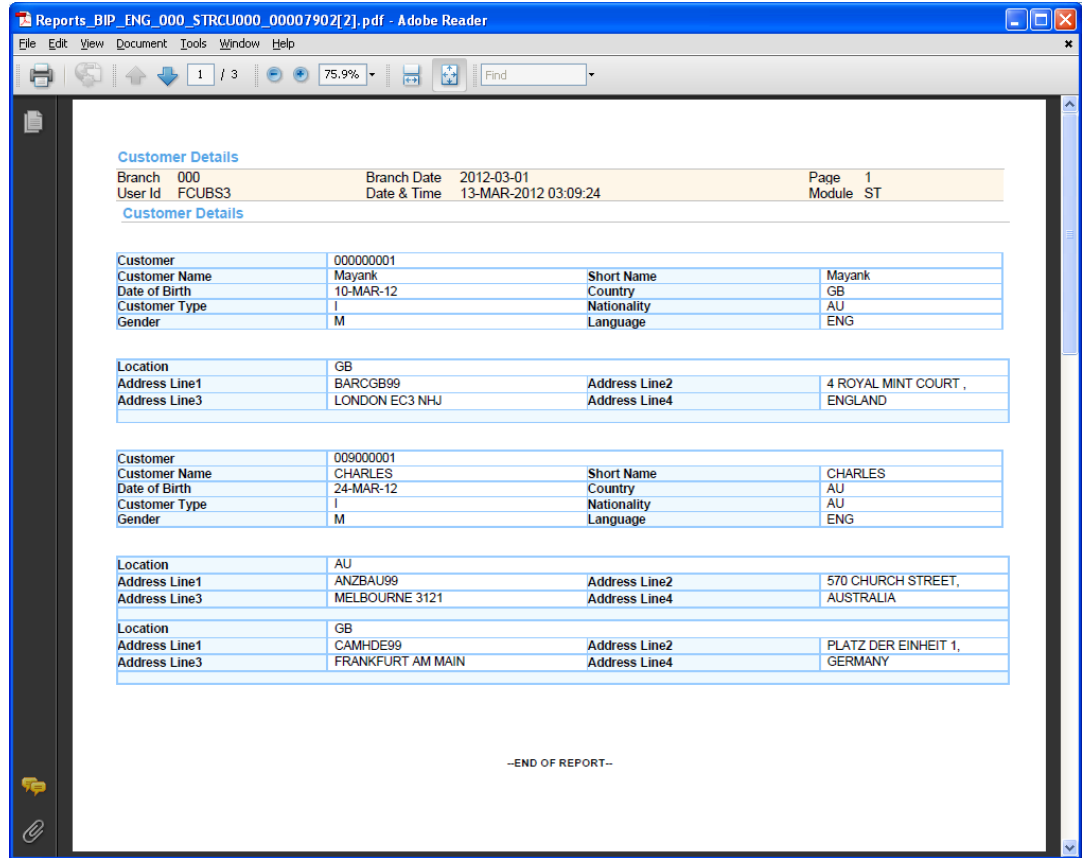 Reports_BIP_ENG_000_STRCU000_00007902[2].pdf - Adobe Reader
File Edit View Document Tools Window Help
1 / 3 75.9% Find
Customer Details
Branch 000 Branch Date 2012-03-01 Page 1
User Id FCUBS3 Date & Time 13-MAR-2012 03:09:24 Module ST
Customer Details
Customer 000000001
Customer Name Mayank Short Name Mayank
Date of Birth 10-MAR-12 Country GB
Customer Type I Nationality AU
Gender M Language ENG
Location GB
Address Line1 BARCGB99 Address Line2 4 ROYAL MINT COURT ,
Address Line3 LONDON EC3 NHJ Address Line4 ENGLAND
Customer 009000001
Customer Name CHARLES Short Name CHARLES
Date of Birth 24-MAR-12 Country AU
Customer Type I Nationality AU
Gender M Language ENG
Location AU
Address Line1 ANZBAU99 Address Line2 570 CHURCH STREET,
Address Line3 MELBOURNE 3121 Address Line4 AUSTRALIA
Location GB
Address Line1 CAMHDE99 Address Line2 PLATZ DER EINHEIT 1,
Address Line3 FRANKFURT AM MAIN Address Line4 GERMANY
--END OF REPORT--